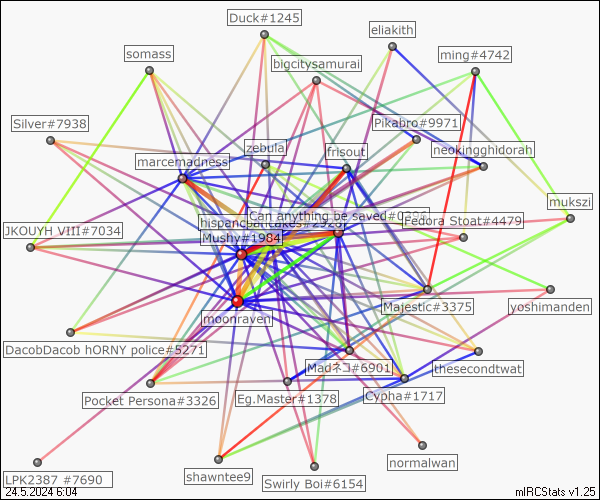 Duck#1245
eliakith
somass
bigcitysamurai
ming#4742
Silver#7938
zebula
frisout
Pikabro#9971
neokingghidorah
marcemadness
mukszi
Can anything be saved#0296
Fedora Stoat#4479
JKOUYH VIII#7034
Mushy#1984
moonraven
Majestic#3375
yoshimanden
DacobDacob hORNY police#5271
Madネコ#6901
thesecondtwat
Pocket Persona#3326
Eg.Master#1378
Cypha#1717
LPK2387 #7690
shawntee9
Swirly Boi#6154
normalwan
24.5.2024 6:04
mIRCStats v1.25